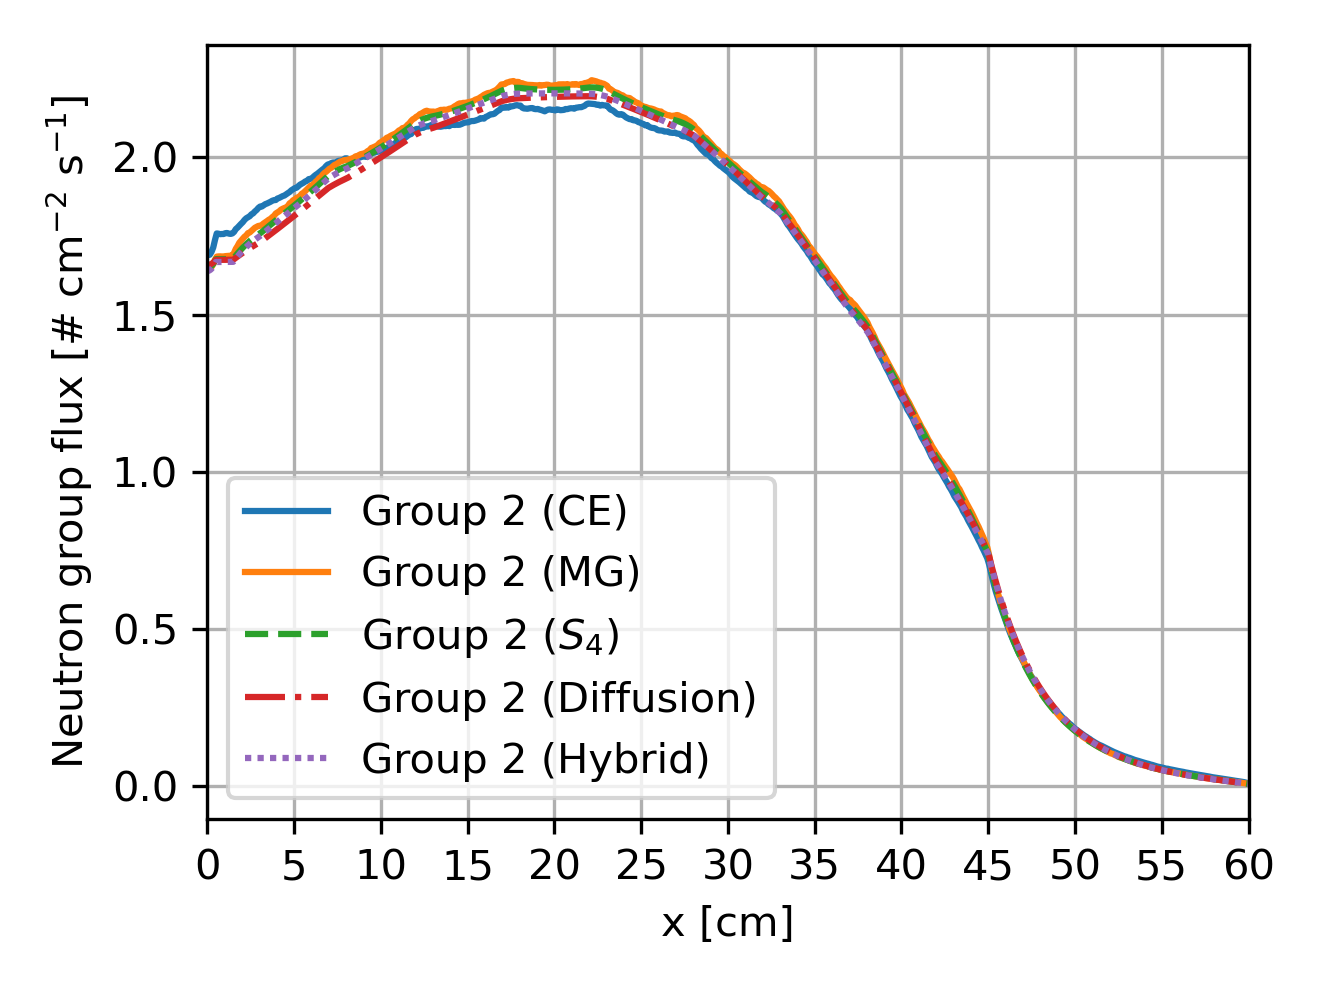 Neutron group flux [# cm⁻² s⁻¹]
2.0
1.5
1.0
0.5
0.0
Group 2 (CE)
Group 2 (MG)
Group 2 (S₄)
Group 2 (Diffusion)
Group 2 (Hybrid)
0 5 10 15 20 25 30 35 40 45 50 55 60
x [cm]